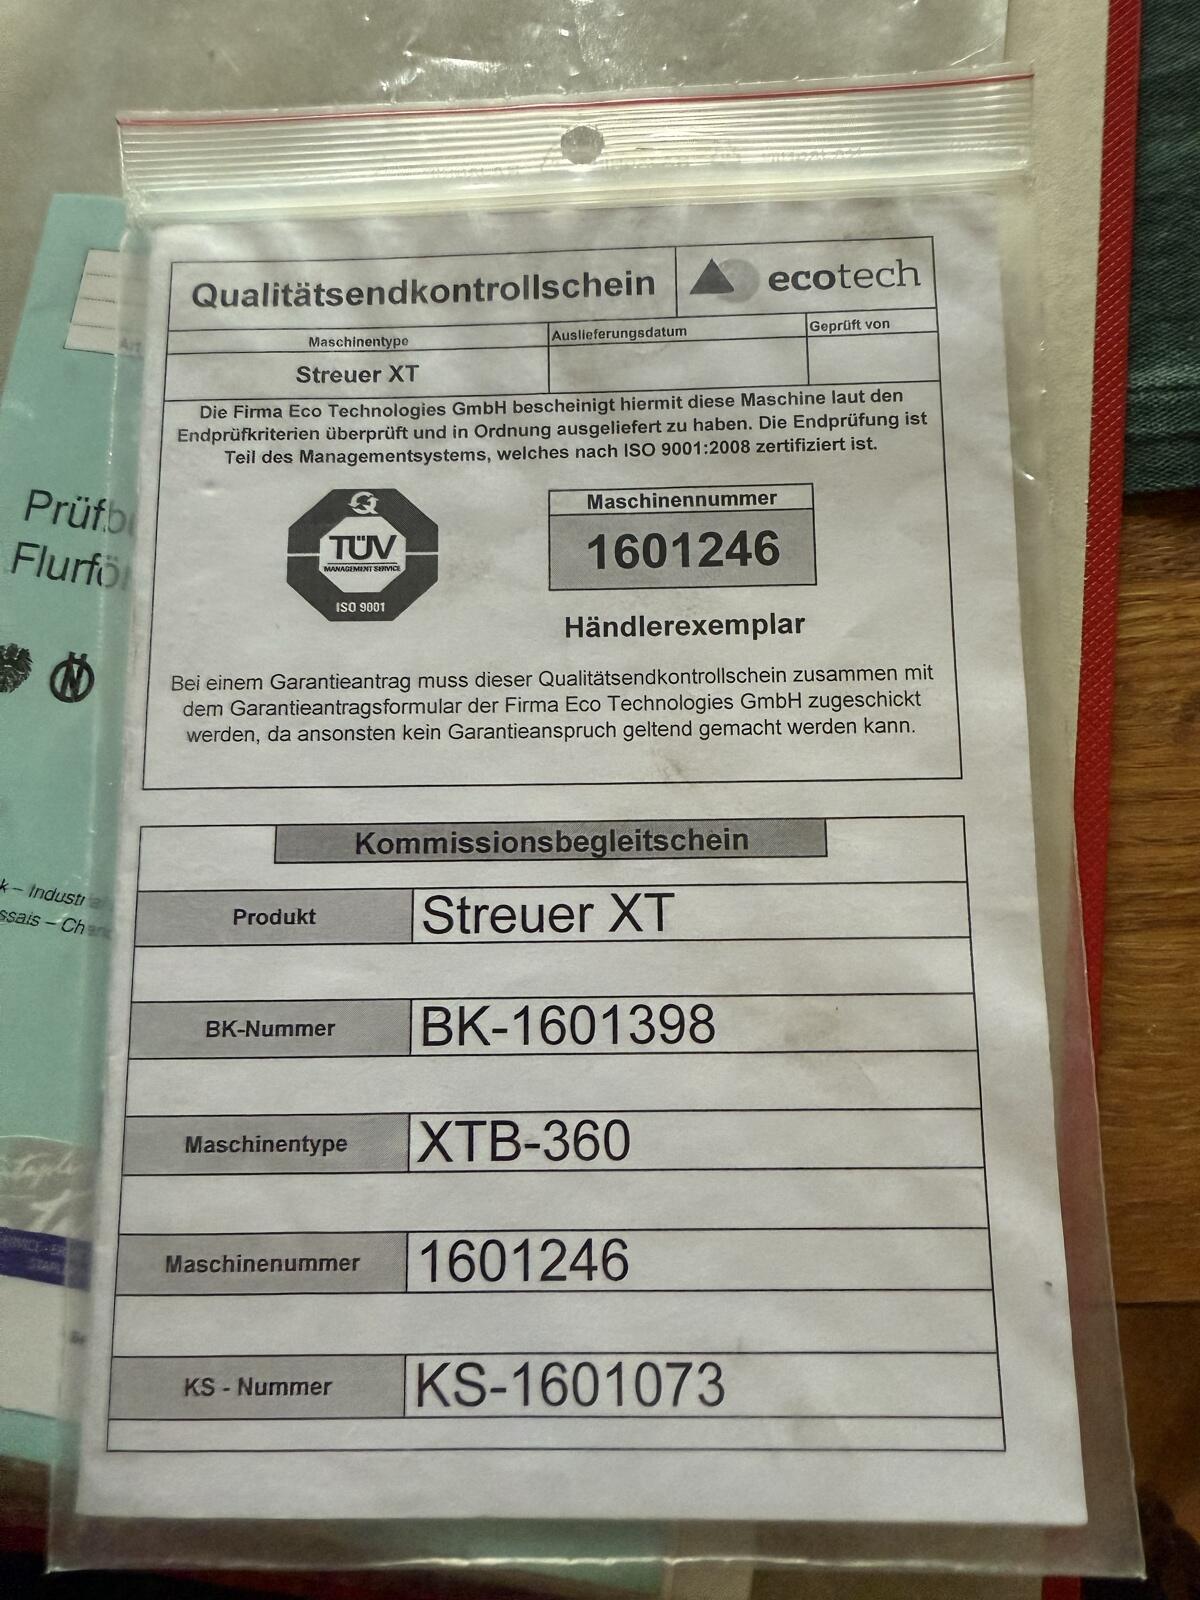 Qualitätsendkontrollschein
ecotech
Maschinentype
Auslieferungsdatum
Geprüft von
Streuer XT
Die Firma Eco Technologies GmbH bescheinigt hiermit diese Maschine laut den
Endprüfkriterien überprüft und in Ordnung ausgeliefert zu haben. Die Endprüfung ist
Teil des Managementsystems, welches nach ISO 9001:2008 zertifiziert ist.
TÜV
MANAGEMENT SERVICE
ISO 9001
Maschinennummer
1601246
Händlerexemplar
Bei einem Garantieantrag muss dieser Qualitätsendkontrollschein zusammen mit
dem Garantieantragsformular der Firma Eco Technologies GmbH zugeschickt
werden, da ansonsten kein Garantieanspruch geltend gemacht werden kann.
Kommissionsbegleitschein
Produkt
Streuer XT
BK-Nummer
BK-1601398
Maschinentype
XTB-360
Maschinenummer
1601246
KS - Nummer
KS-1601073